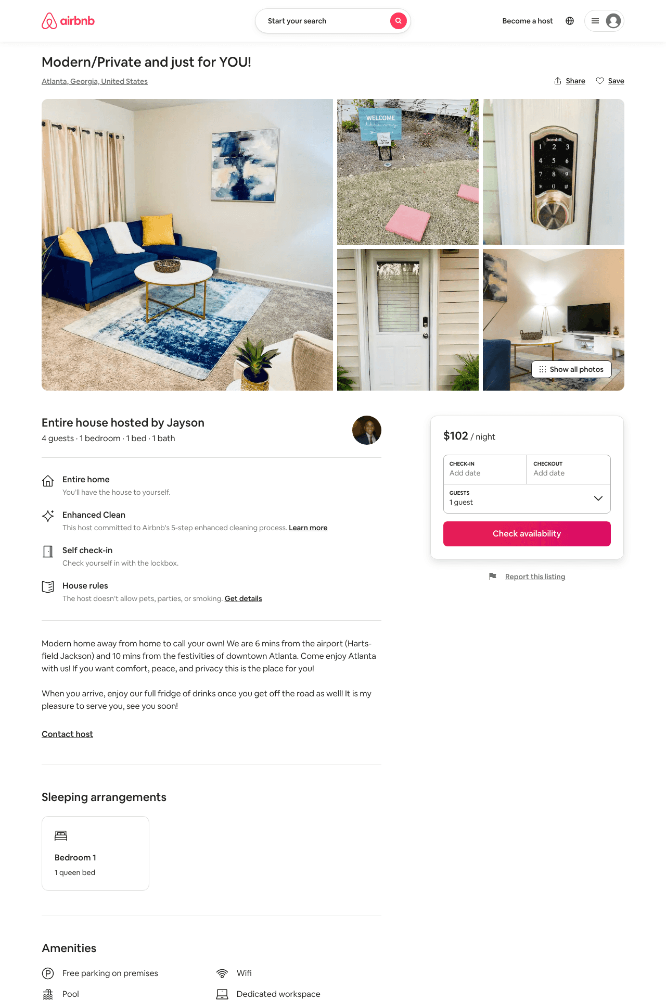 airbnb
Start your search
Become a host
Modern/Private and just for YOU!
Atlanta, Georgia, United States
Share
Save
WELCOME
this way
WATCH
YOUR STEP
hornbill
1 2 3
4 5 6
7 8 9
* 0 #
Show all photos
Entire house hosted by Jayson
4 guests · 1 bedroom · 1 bed · 1 bath
$102 / night
CHECK-IN
Add date
CHECKOUT
Add date
GUESTS
1 guest
Check availability
Report this listing
Entire home
You’ll have the house to yourself.
Enhanced Clean
This host committed to Airbnb's 5-step enhanced cleaning process. Learn more
Self check-in
Check yourself in with the lockbox.
House rules
The host doesn’t allow pets, parties, or smoking. Get details
Modern home away from home to call your own! We are 6 mins from the airport (Harts-
field Jackson) and 10 mins from the festivities of downtown Atlanta. Come enjoy Atlanta
with us! If you want comfort, peace, and privacy this is the place for you!
When you arrive, enjoy our full fridge of drinks once you get off the road as well! It is my
pleasure to serve you, see you soon!
Contact host
Sleeping arrangements
Bedroom 1
1 queen bed
Amenities
Free parking on premises
Wifi
Pool
Dedicated workspace